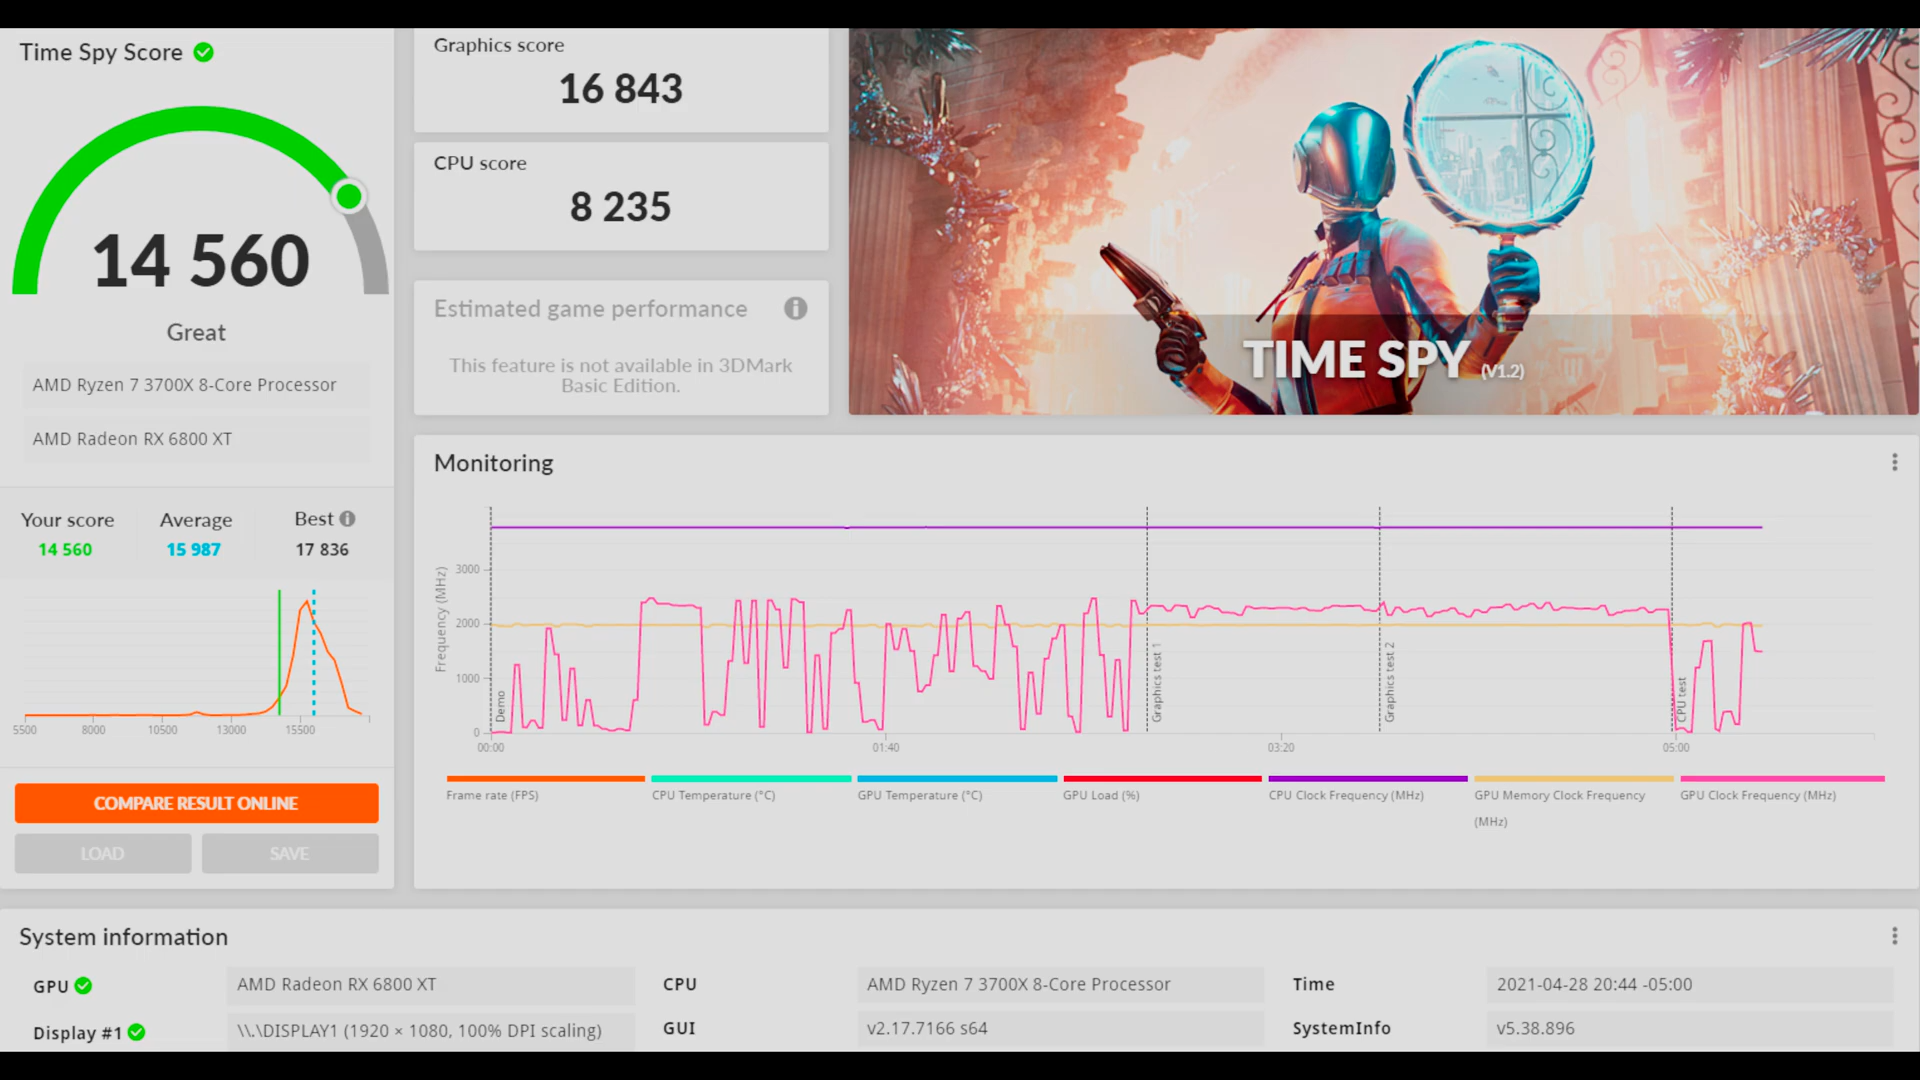 Time Spy Score
14 560
Great
AMD Ryzen 7 3700X 8-Core Processor
AMD Radeon RX 6800 XT
Your score
Average
Best
14 560
15 987
17 836
5500
8000
10500
13000
15500
COMPARE RESULT ONLINE
LOAD
SAVE
Graphics score
16 843
CPU score
8 235
Estimated game performance
This feature is not available in 3DMark
Basic Edition.
TIME SPY (V1.2)
Monitoring
Frequency (MHz)
3000
2000
1000
0
Demo
Graphics test 1
Graphics test 2
CPU test
00:00
01:40
03:20
05:00
Frame rate (FPS)
CPU Temperature (°C)
GPU Temperature (°C)
GPU Load (%)
CPU Clock Frequency (MHz)
GPU Memory Clock Frequency
(MHz)
GPU Clock Frequency (MHz)
System information
GPU
AMD Radeon RX 6800 XT
CPU
AMD Ryzen 7 3700X 8-Core Processor
Time
2021-04-28 20:44 -05:00
Display #1
\\.\DISPLAY1 (1920 × 1080, 100% DPI scaling)
GUI
v2.17.7166 s64
SystemInfo
v5.38.896